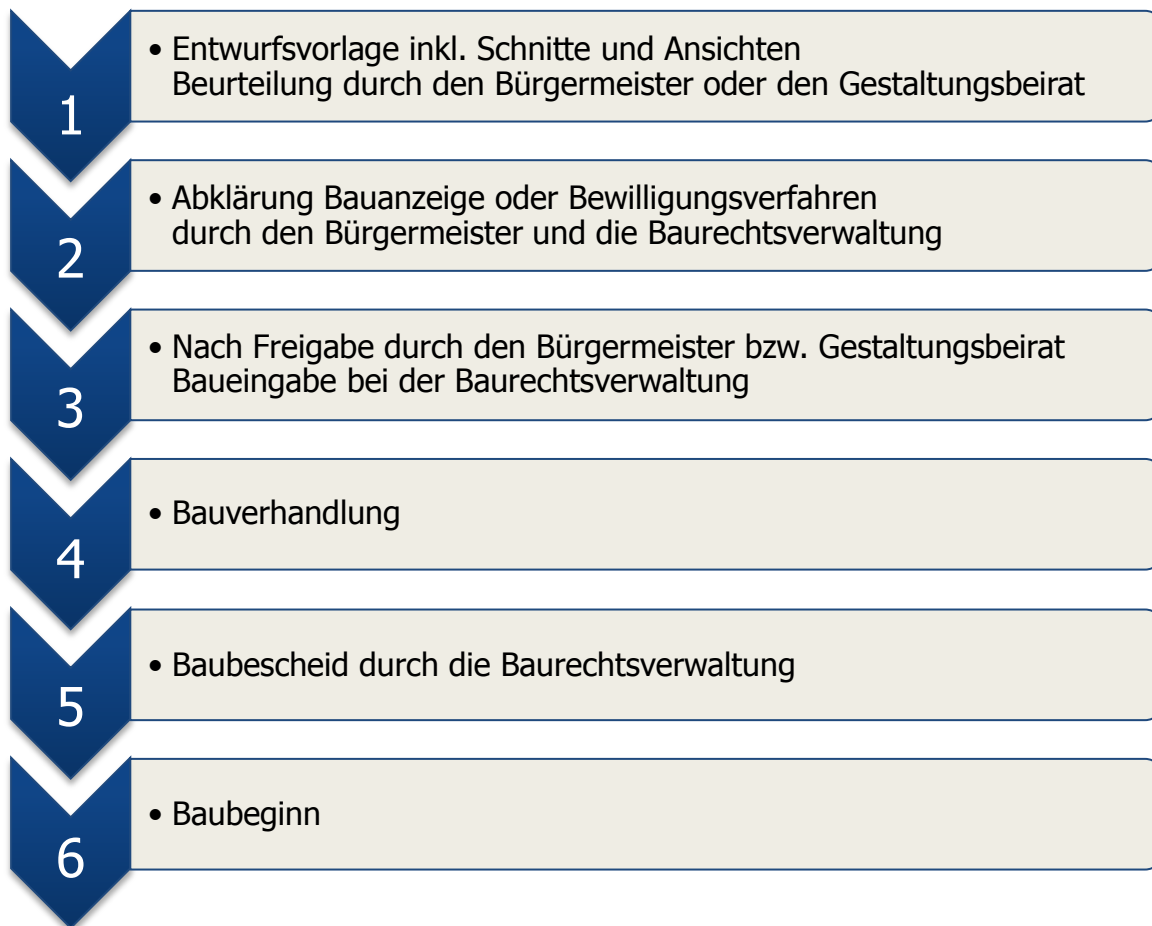 1
• Entwurfsvorlage inkl. Schnitte und Ansichten
Beurteilung durch den Bürgermeister oder den Gestaltungsbeirat
2
• Abklärung Bauanzeige oder Bewilligungsverfahren
durch den Bürgermeister und die Baurechtsverwaltung
3
• Nach Freigabe durch den Bürgermeister bzw. Gestaltungsbeirat
Baueingabe bei der Baurechtsverwaltung
4
• Bauverhandlung
5
• Baubescheid durch die Baurechtsverwaltung
6
• Baubeginn